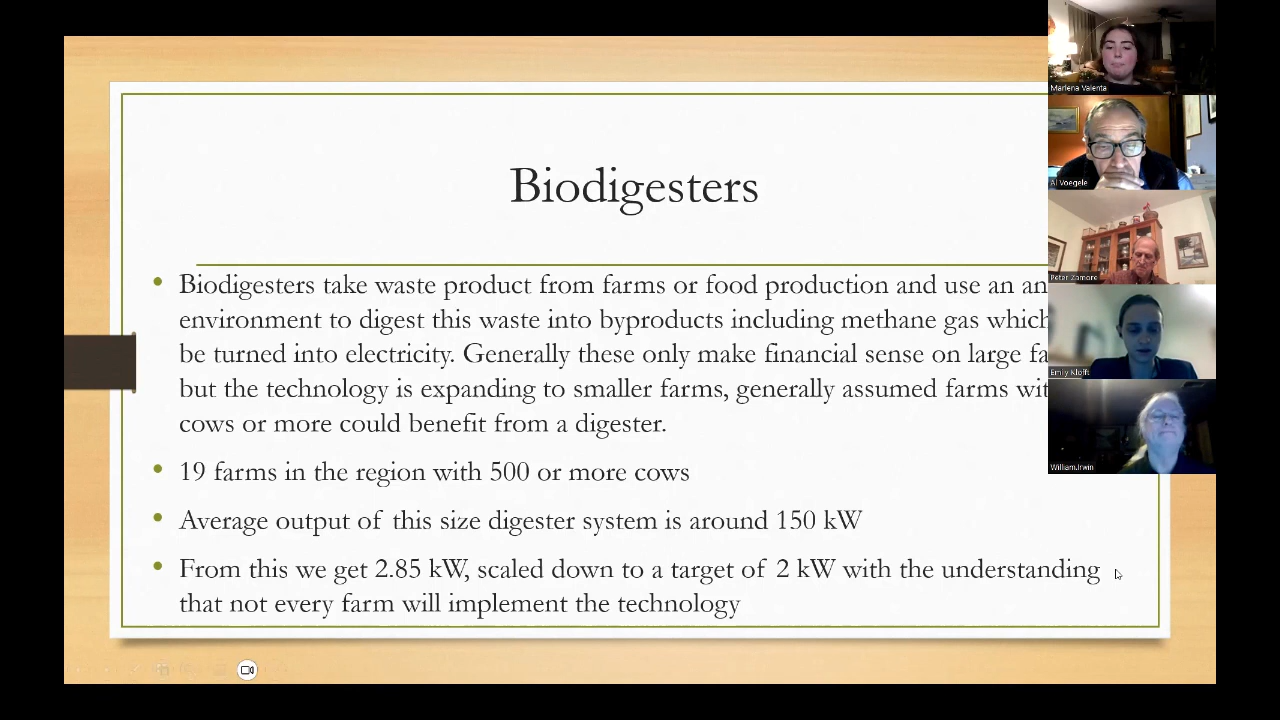 Biodigesters
• Biodigesters take waste product from farms or food production and use an an
environment to digest this waste into byproducts including methane gas which
be turned into electricity. Generally these only make financial sense on large fa
but the technology is expanding to smaller farms, generally assumed farms wit
cows or more could benefit from a digester.
• 19 farms in the region with 500 or more cows
• Average output of this size digester system is around 150 kW
• From this we get 2.85 kW, scaled down to a target of 2 kW with the understanding
that not every farm will implement the technology
Marlena Valenta
Al Voegele
Peter Zamore
Emily Klofft
William.Irwin